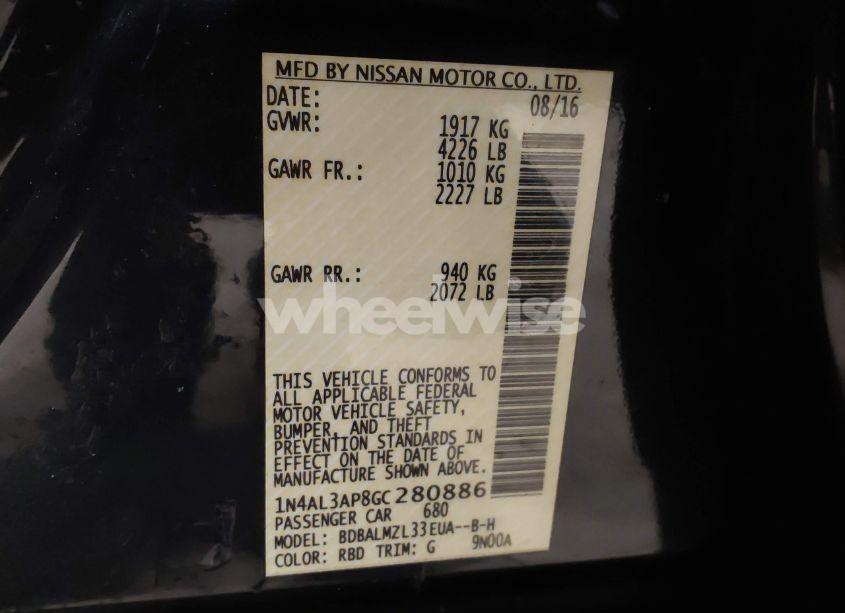 MFD BY NISSAN MOTOR CO., LTD.
DATE: 08/16
GVWR: 1917 KG
4226 LB
GAWR FR.: 1010 KG
2227 LB
GAWR RR.: 940 KG
2072 LB
wheelwise
THIS VEHICLE CONFORMS TO
ALL APPLICABLE FEDERAL
MOTOR VEHICLE SAFETY,
BUMPER, AND THEFT
PREVENTION STANDARDS IN
EFFECT ON THE DATE OF
MANUFACTURE SHOWN ABOVE.
1N4AL3AP8GC280886
PASSENGER CAR 680
MODEL: BDBALMZL33EUA--B-H
COLOR: RBD TRIM: G 9N00A